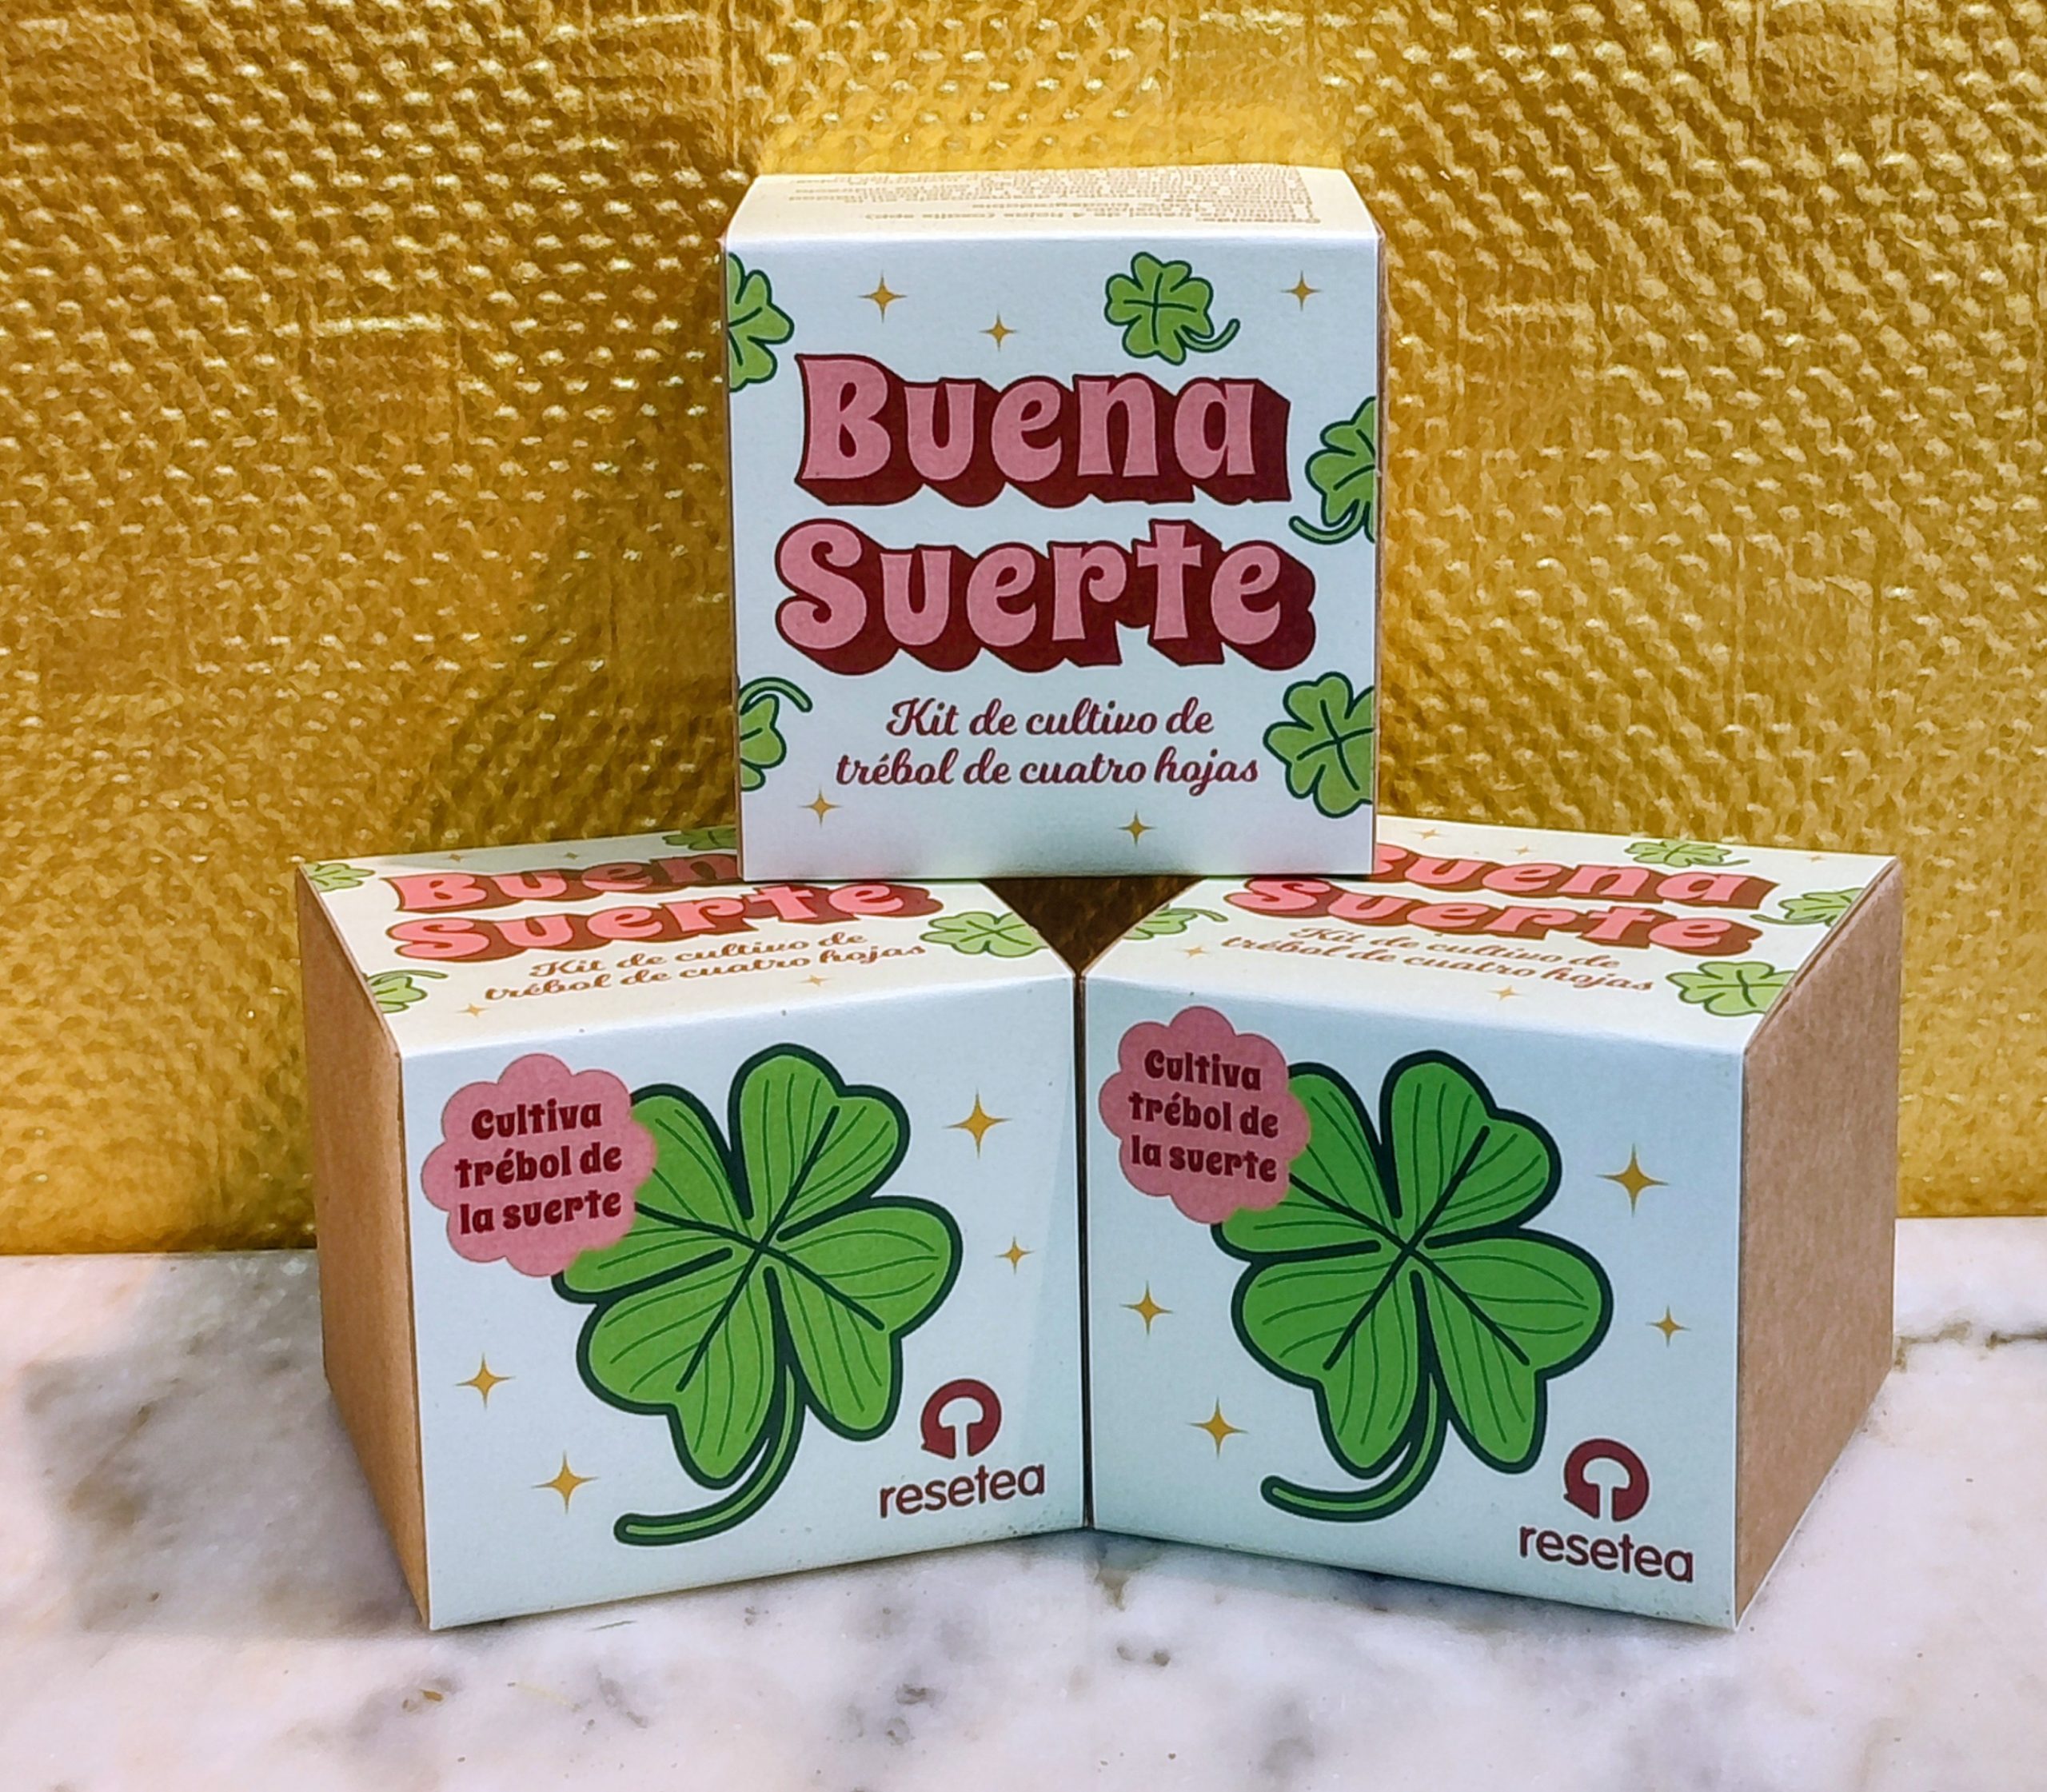 Buena
Suerte
Kit de cultivo de
trébol de cuatro hojas
Buen
Suerte
Kit de cultivo de
trébol de cuatro hojas
Cultiva
trébol de
la suerte
resetea
Buena
Suerte
Kit de cultivo de
trébol de cuatro hojas
Cultiva
trébol de
la suerte
resetea